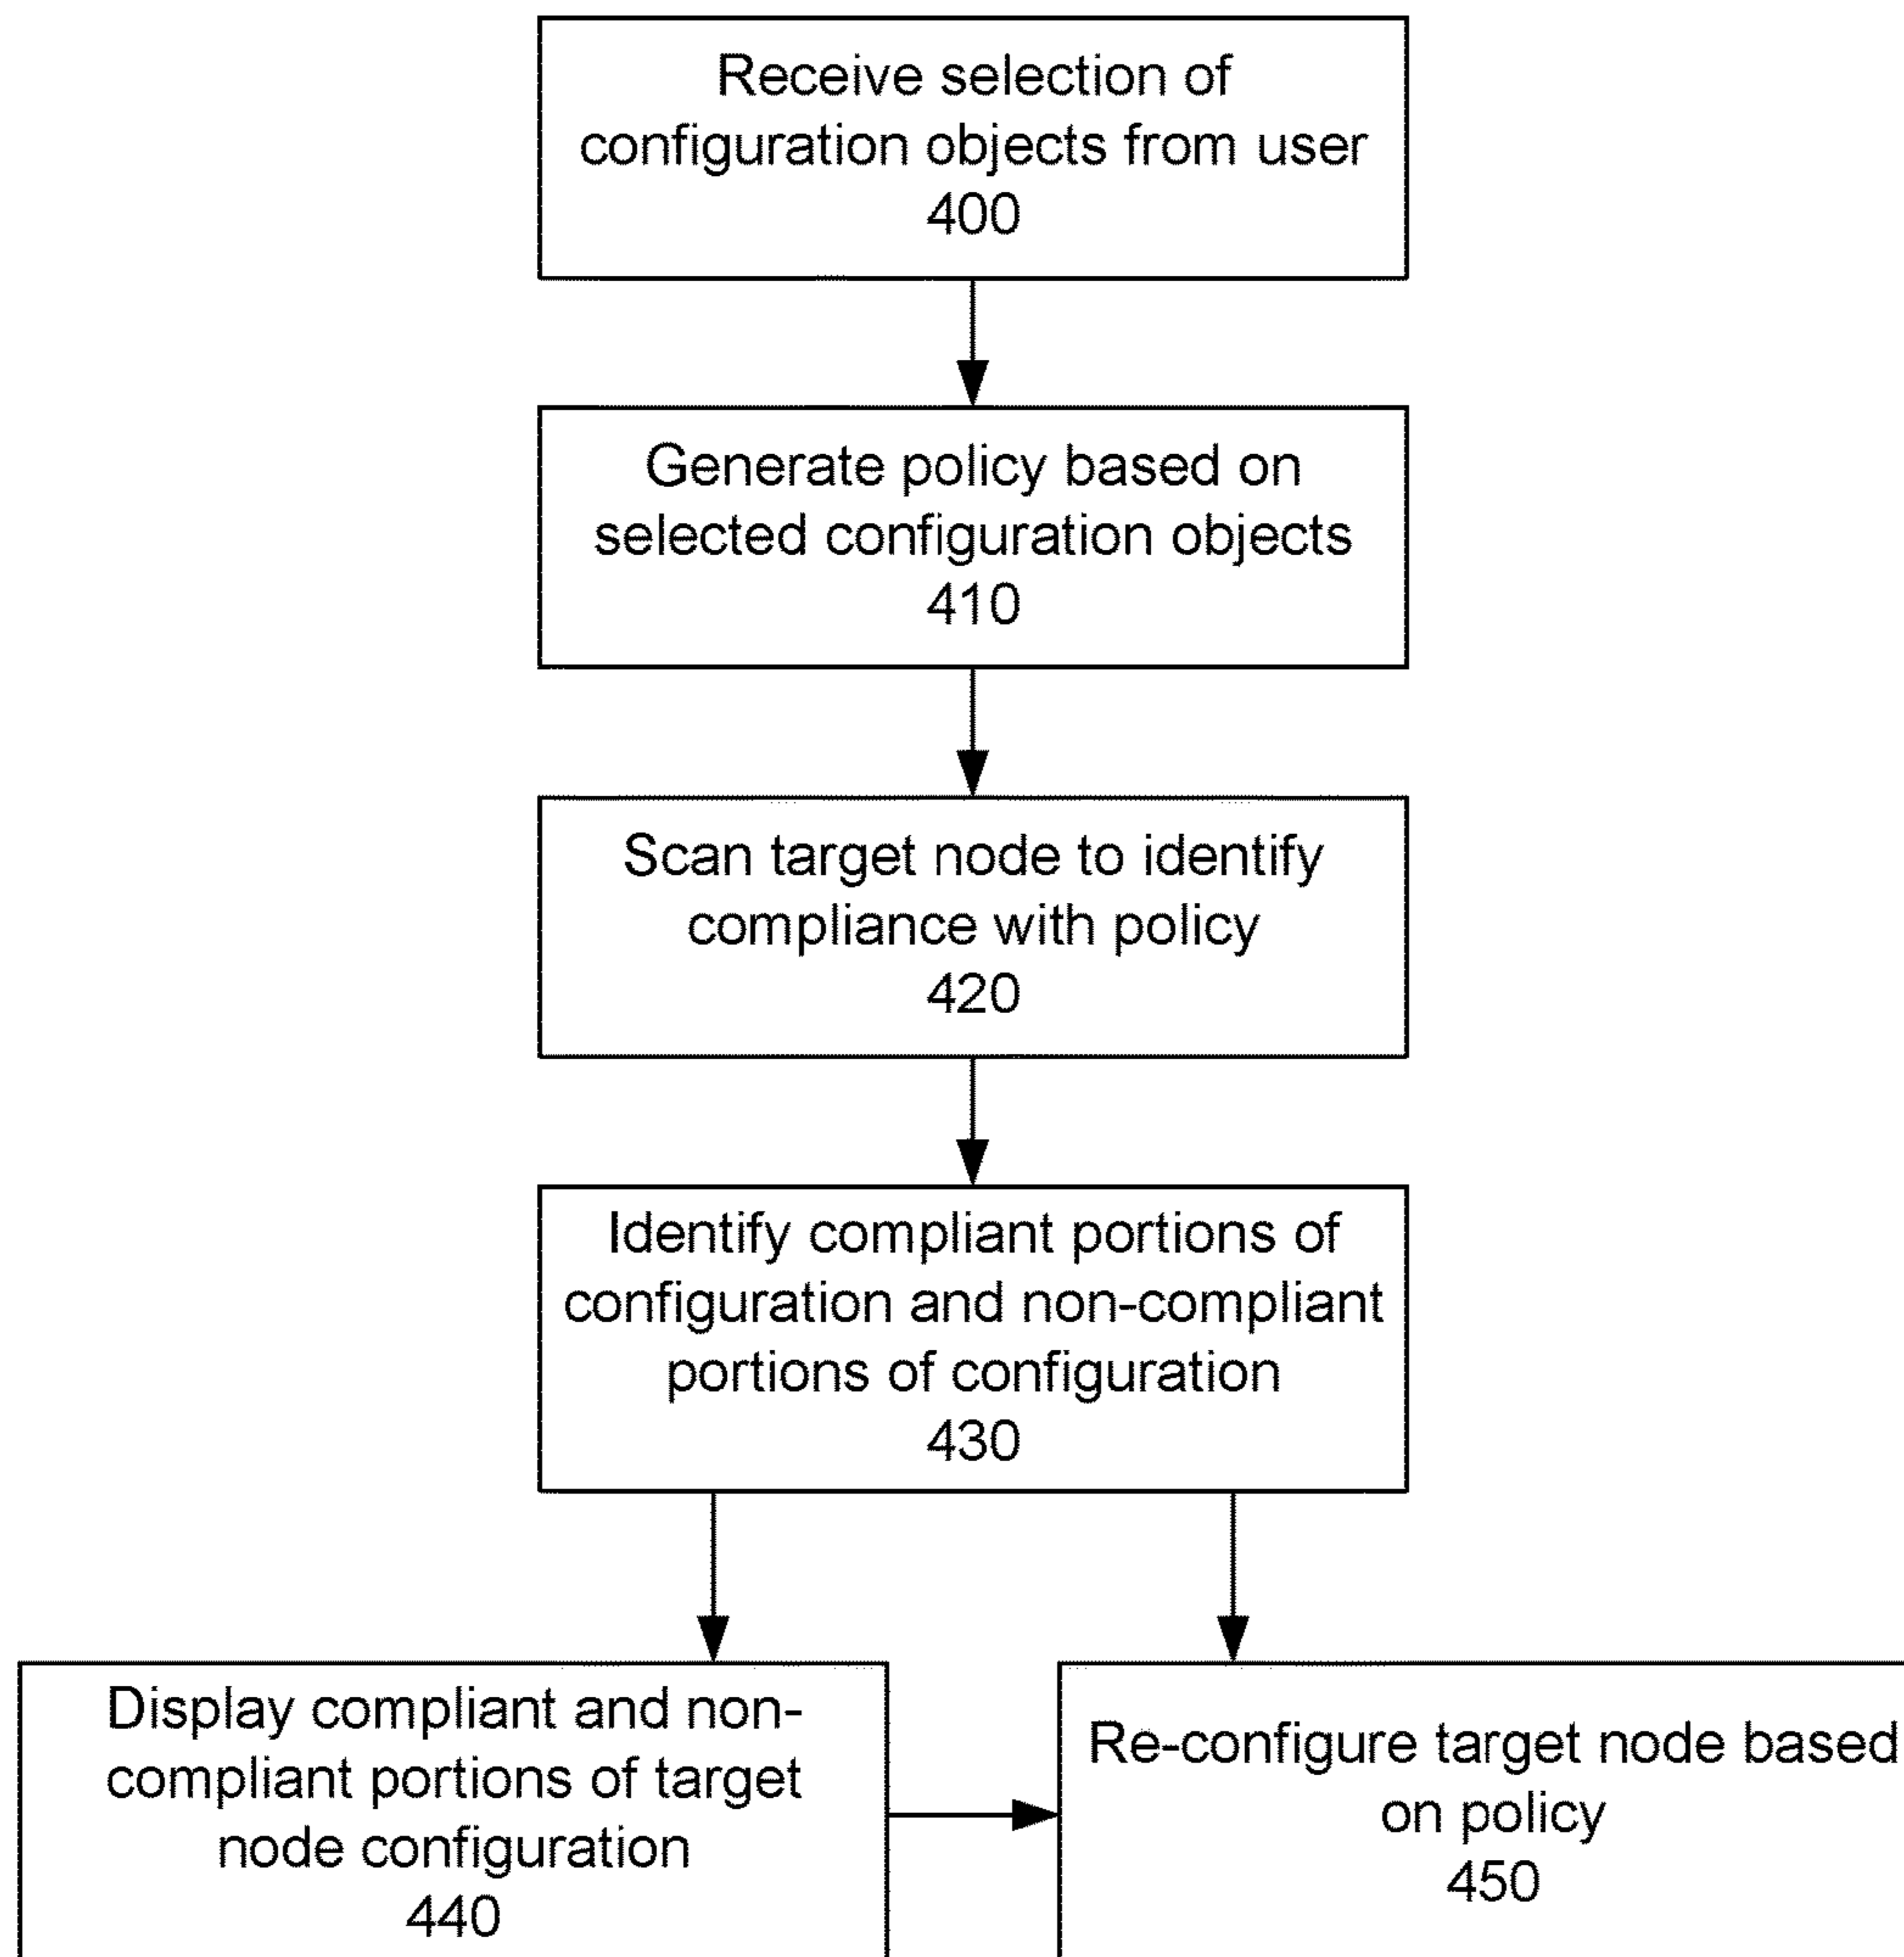 Receive selection of
configuration objects from user
400
Generate policy based on
selected configuration objects
410
Scan target node to identify
compliance with policy
420
Identify compliant portions of
configuration and non-compliant
portions of configuration
430
Display compliant and non-
compliant portions of target
node configuration
440
Re-configure target node based
on policy
450